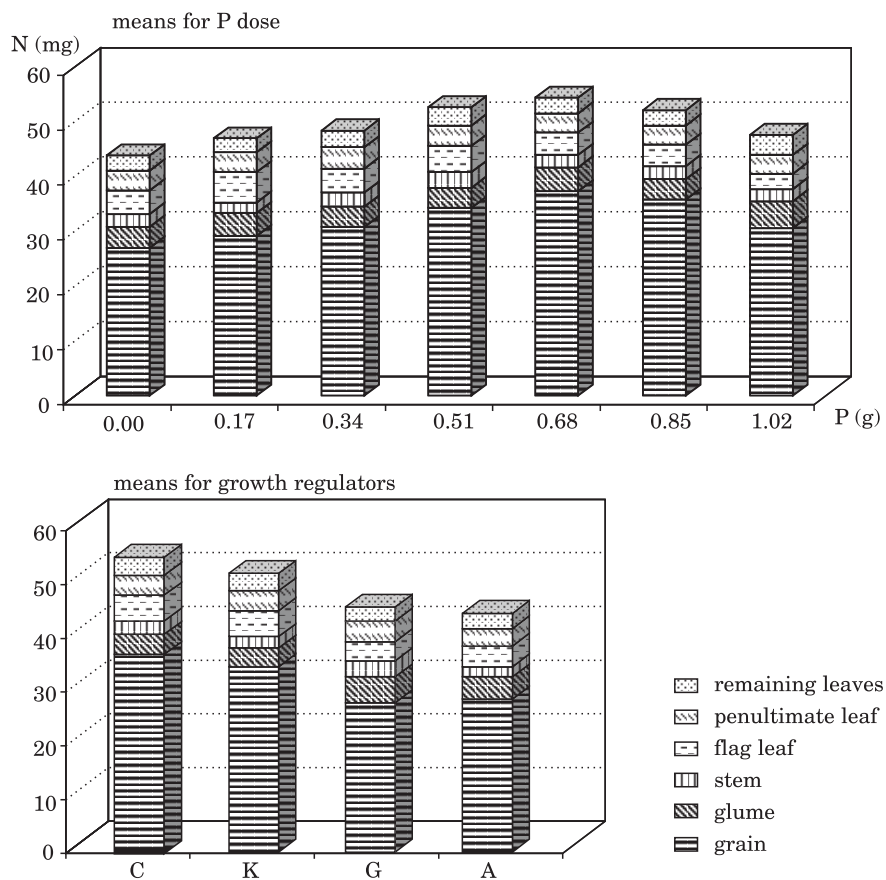 means for P dose
N (mg)
60
50
40
30
20
10
0
0.00 0.17 0.34 0.51 0.68 0.85 1.02 P (g)
means for growth regulators
60
50
40
30
20
10
0
C K G A
remaining leaves
penultimate leaf
flag leaf
stem
glume
grain